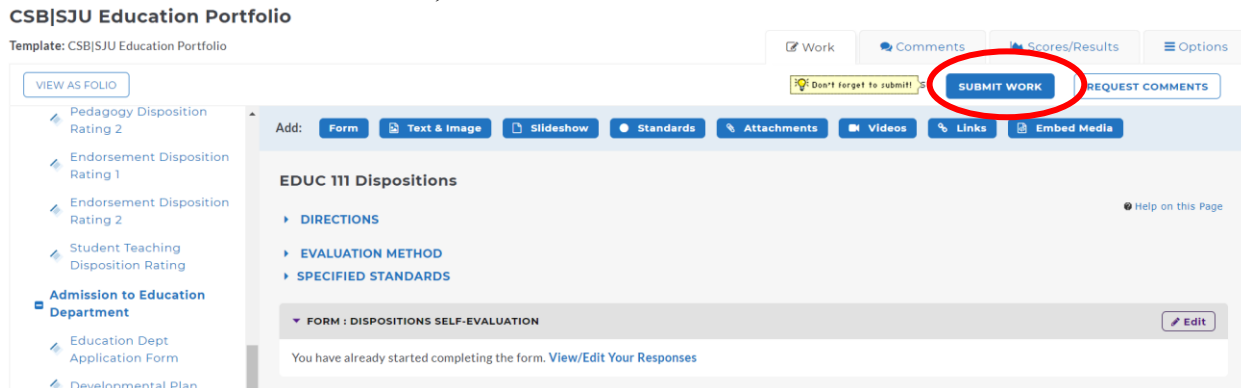 CSB|SJU Education Portfolio
Template: CSB|SJU Education Portfolio
Work
Comments
Scores/Results
Options
VIEW AS FOLIO
Don't forget to submit!
SUBMIT WORK
REQUEST COMMENTS
Pedagogy Disposition
Rating 2
Endorsement Disposition
Rating 1
Endorsement Disposition
Rating 2
Student Teaching
Disposition Rating
Admission to Education
Department
Education Dept
Application Form
Developmental Plan
Add: Form Text & Image Slideshow Standards Attachments Videos Links Embed Media
EDUC 111 Dispositions
Help on this Page
DIRECTIONS
EVALUATION METHOD
SPECIFIED STANDARDS
FORM : DISPOSITIONS SELF-EVALUATION
Edit
You have already started completing the form. View/Edit Your Responses